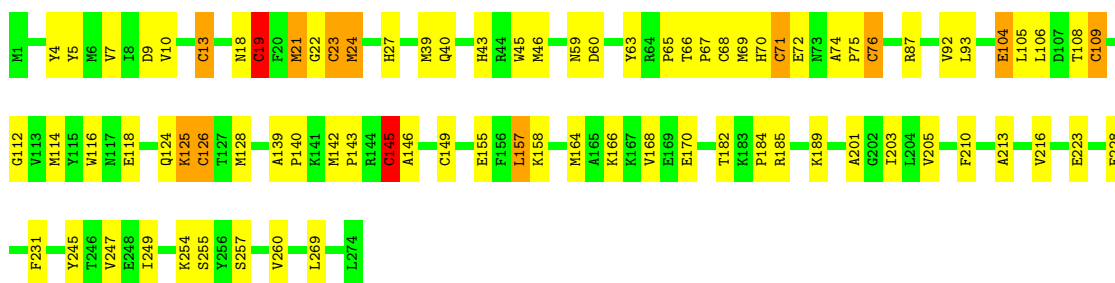 M1 Y4 Y5 M6 V7 I8 D9 V10 C13 N18 C19 F20 M21 G22 C23 M24 H27 M39 Q40 H43 R44 W45 M46 N59 D60 Y63 R64 P65 T66 P67 C68 M69 H70 C71 E72 N73 A74 P75 C76 R87 V92 L93 E104 L105 L106 D107 T108 C109
G112 V113 M114 Y115 W116 N117 E118 Q124 K125 C126 T127 M128 A139 P140 K141 M142 P143 R144 C145 A146 C149 E155 F156 L157 K158 M164 A165 K166 K167 V168 E169 E170 T182 K183 P184 R185 K189 A201 G202 I203 L204 V205 F210 A213 V216 E223
F231 Y245 T246 V247 E248 I249 K254 S255 Y256 S257 V260 L269 L274